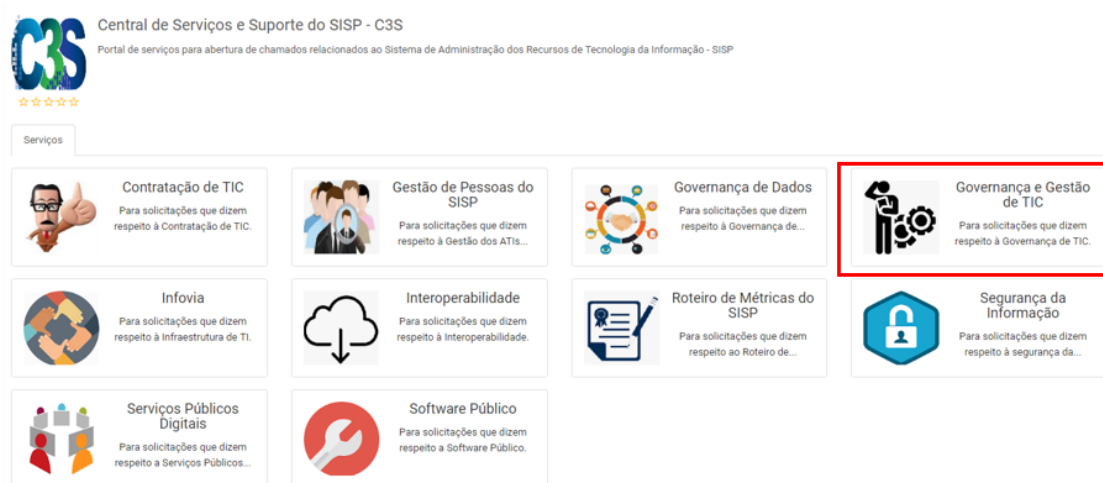 C3S
Central de Serviços e Suporte do SISP - C3S
Portal de serviços para abertura de chamados relacionados ao Sistema de Administração dos Recursos de Tecnologia da Informação - SISP
Serviços
Contratação de TIC
Para solicitações que dizem
respeito à Contratação de TIC.
Gestão de Pessoas do
SISP
Para solicitações que dizem
respeito à Gestão dos ATIs...
Governança de Dados
Para solicitações que dizem
respeito à Governança de...
Governança e Gestão
de TIC
Para solicitações que dizem
respeito à Governança de TIC.
Infovia
Para solicitações que dizem
respeito à Infraestrutura de TI.
Interoperabilidade
Para solicitações que dizem
respeito à Interoperabilidade.
Roteiro de Métricas do
SISP
Para solicitações que dizem
respeito ao Roteiro de...
Segurança da
Informação
Para solicitações que dizem
respeito à segurança da...
Serviços Públicos
Digitais
Para solicitações que dizem
respeito a Serviços Públicos...
Software Público
Para solicitações que dizem
respeito a Software Público.